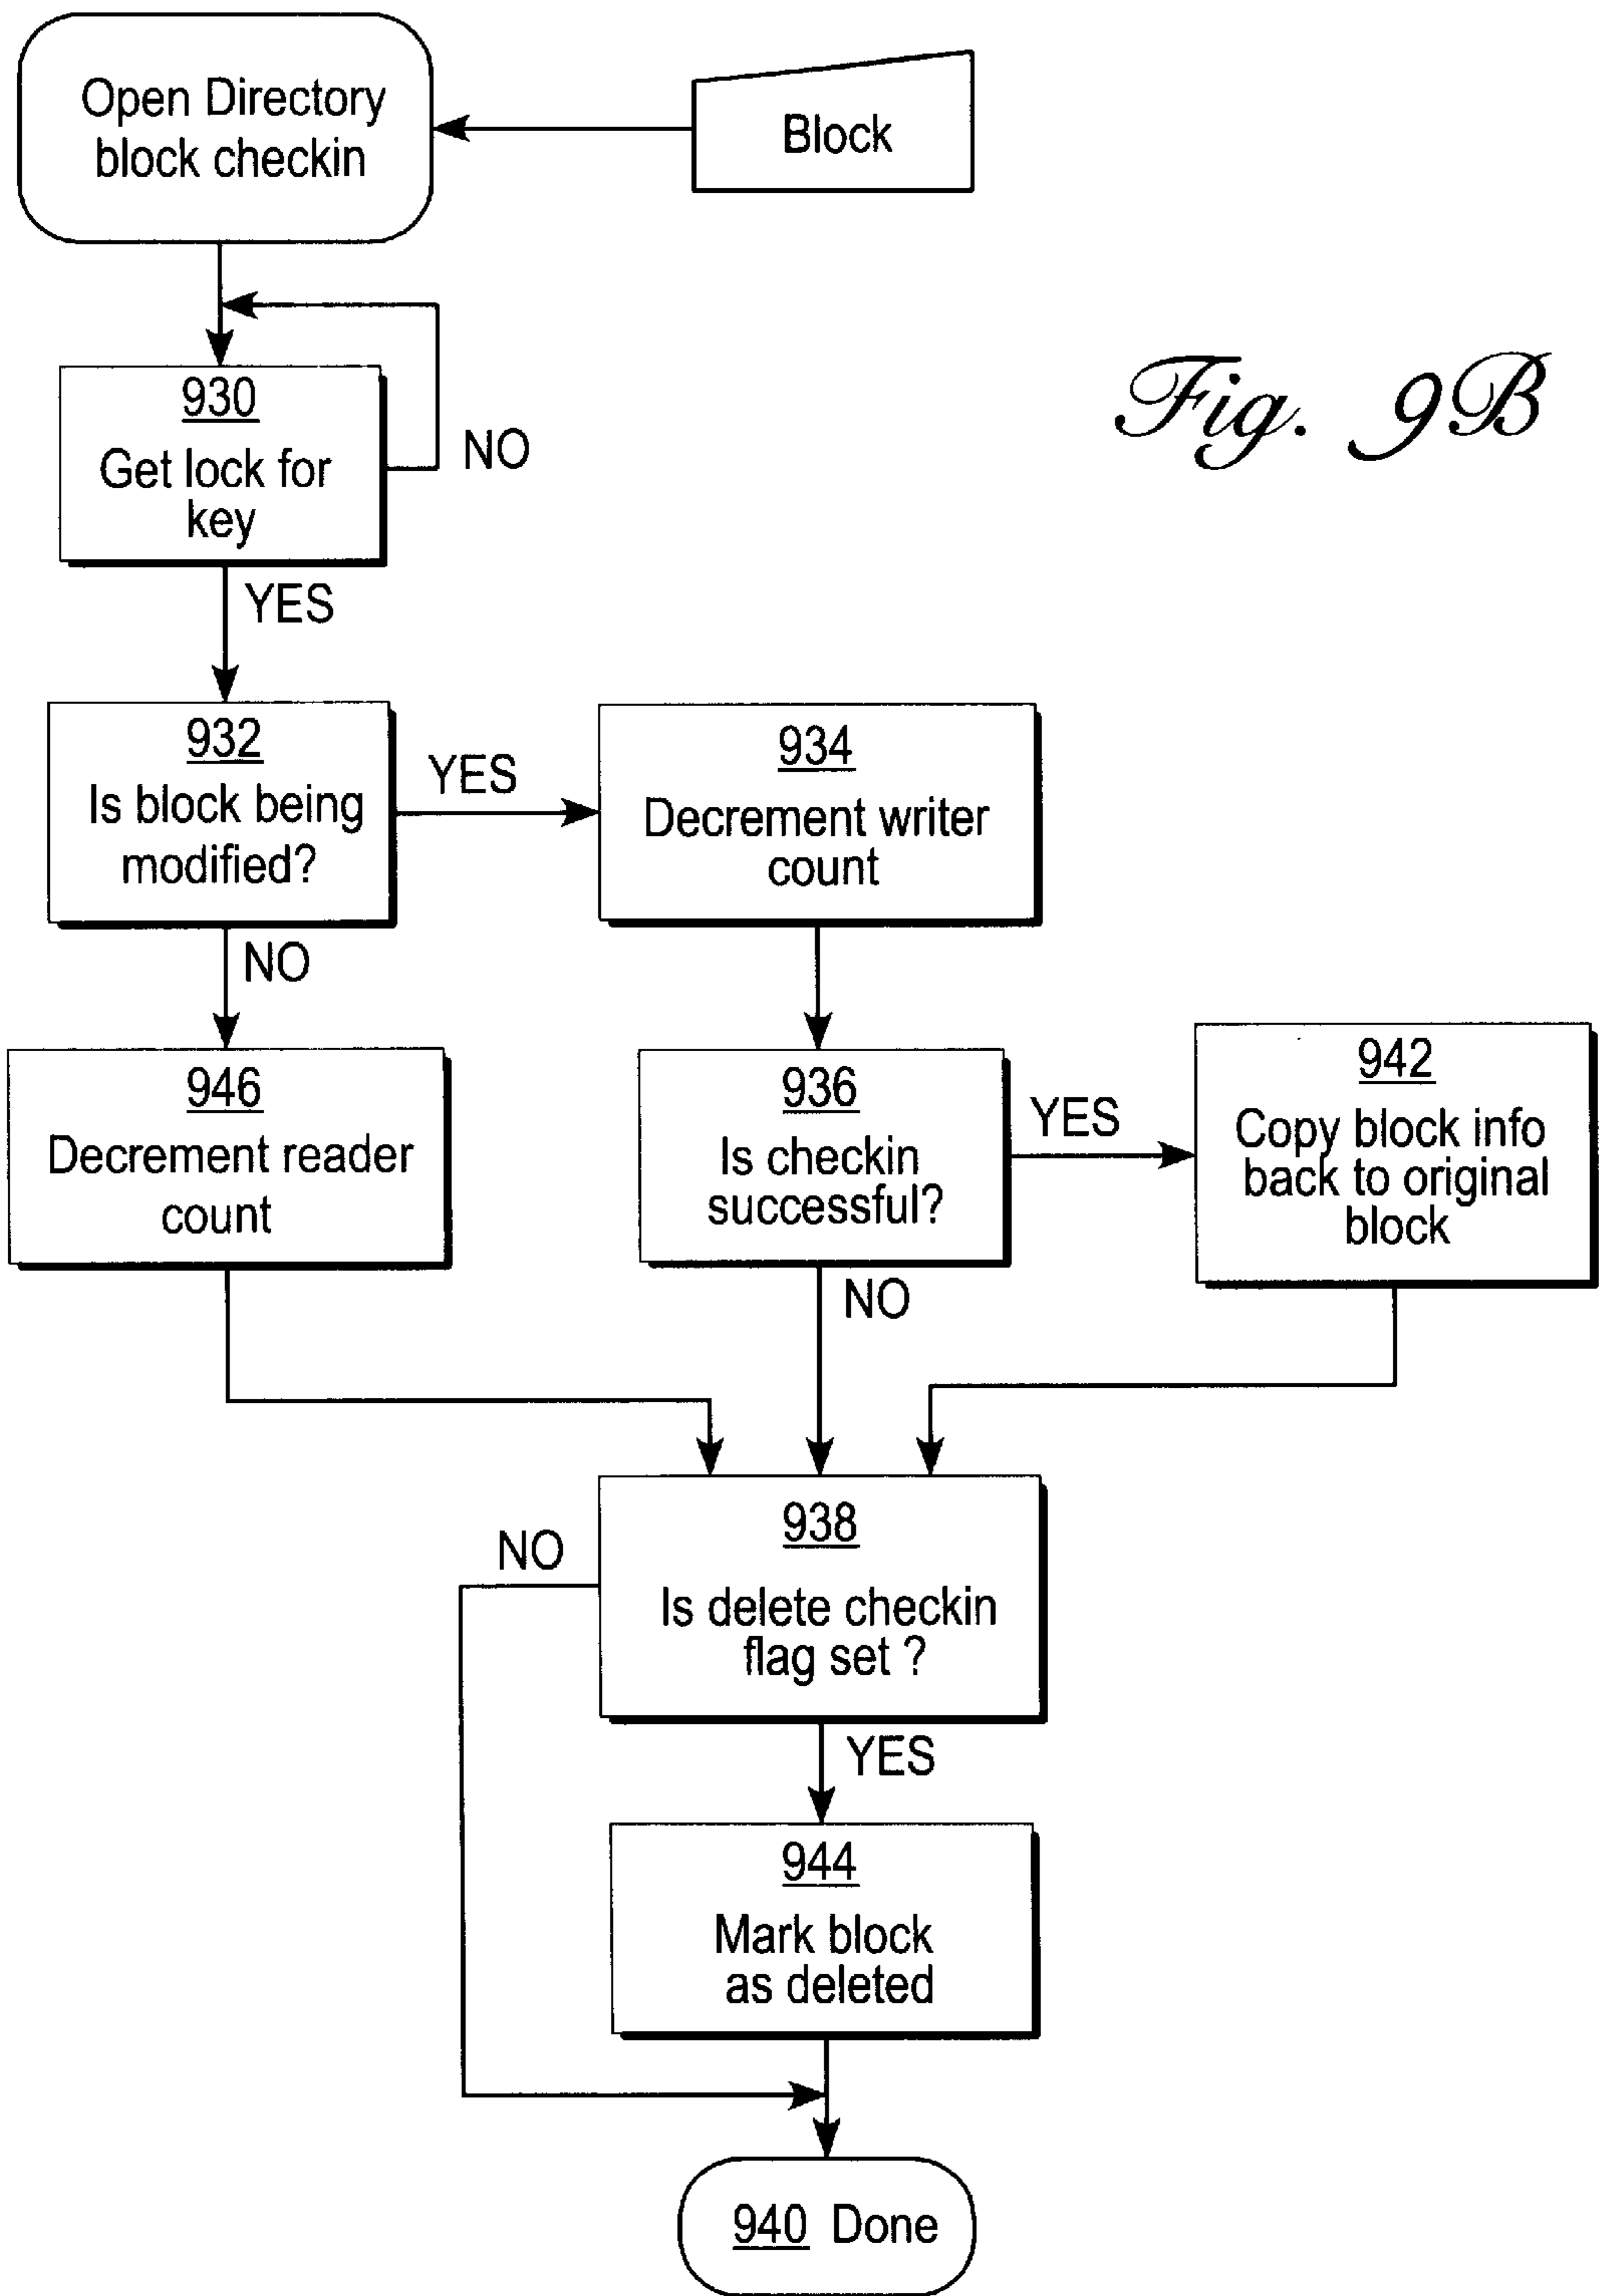 Open Directory
block checkin
Block
Fig. 9B
930
Get lock for
key
NO
YES
932
Is block being
modified?
YES
934
Decrement writer
count
NO
946
Decrement reader
count
936
Is checkin
successful?
YES
942
Copy block info
back to original
block
NO
938
Is delete checkin
flag set ?
NO
YES
944
Mark block
as deleted
940 Done